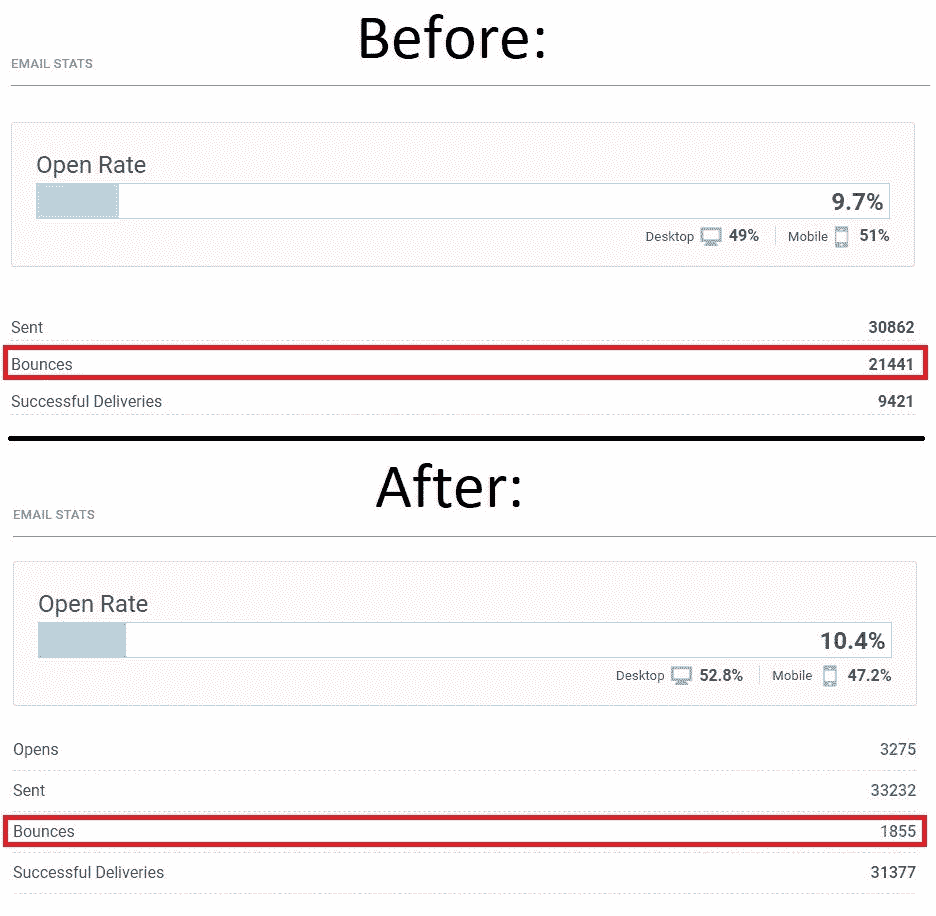 Before:
EMAIL STATS
Open Rate
9.7%
Desktop 49% Mobile 51%
Sent 30862
Bounces 21441
Successful Deliveries 9421
After:
EMAIL STATS
Open Rate
10.4%
Desktop 52.8% Mobile 47.2%
Opens 3275
Sent 33232
Bounces 1855
Successful Deliveries 31377